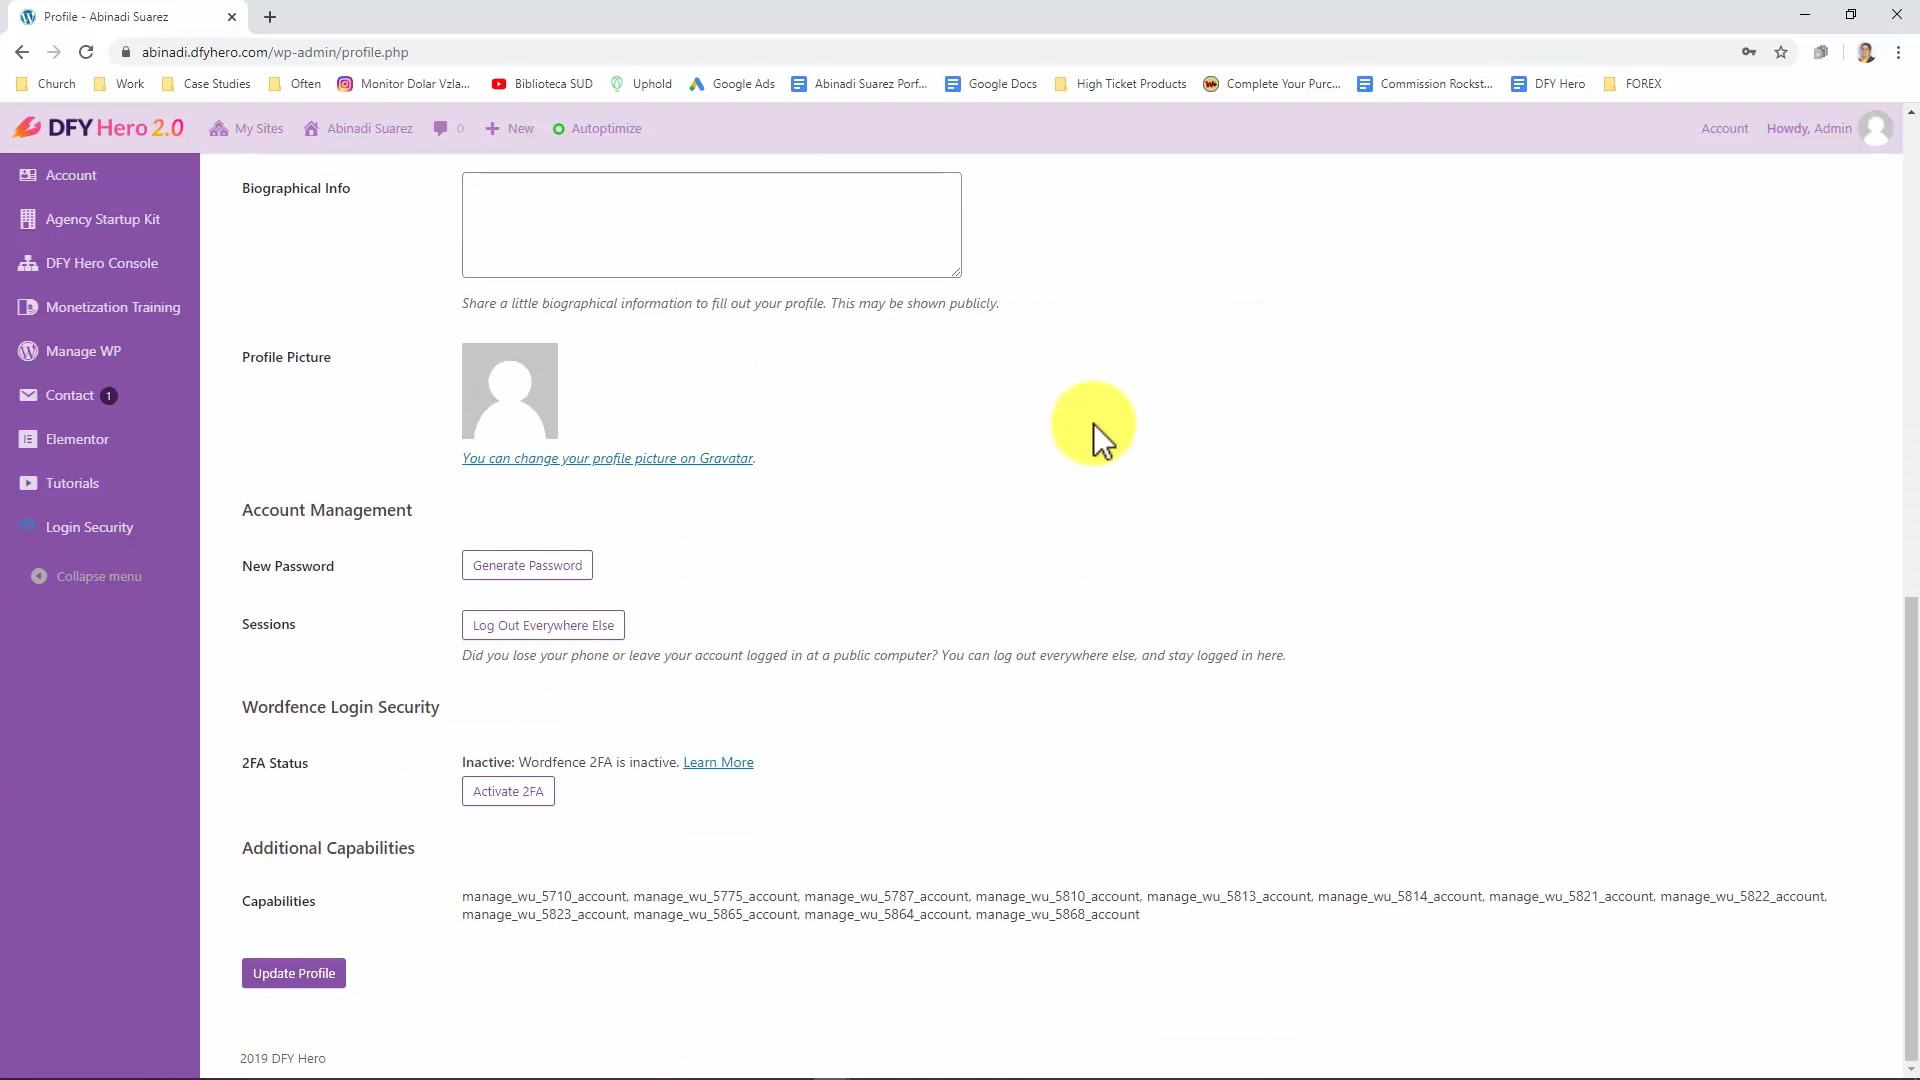 Profile - Abinadi Suarez
abinadi.dfyhero.com/wp-admin/profile.php
Church Work Case Studies Often Monitor Dolar Vzla... Biblioteca SUD Uphold Google Ads Abinadi Suarez Porf... Google Docs High Ticket Products Complete Your Purc... Commission Rockst... DFY Hero FOREX
DFY Hero 2.0 My Sites Abinadi Suarez 0 New Autoptimize Account Howdy, Admin
Account
Agency Startup Kit
DFY Hero Console
Monetization Training
Manage WP
Contact 1
Elementor
Tutorials
Login Security
Collapse menu
Biographical Info
Share a little biographical information to fill out your profile. This may be shown publicly.
Profile Picture
You can change your profile picture on Gravatar.
Account Management
New Password Generate Password
Sessions Log Out Everywhere Else
Did you lose your phone or leave your account logged in at a public computer? You can log out everywhere else, and stay logged in here.
Wordfence Login Security
2FA Status Inactive: Wordfence 2FA is inactive. Learn More
Activate 2FA
Additional Capabilities
Capabilities manage_wu_5710_account, manage_wu_5775_account, manage_wu_5787_account, manage_wu_5810_account, manage_wu_5813_account, manage_wu_5814_account, manage_wu_5821_account, manage_wu_5822_account,
manage_wu_5823_account, manage_wu_5865_account, manage_wu_5864_account, manage_wu_5868_account
Update Profile
2019 DFY Hero